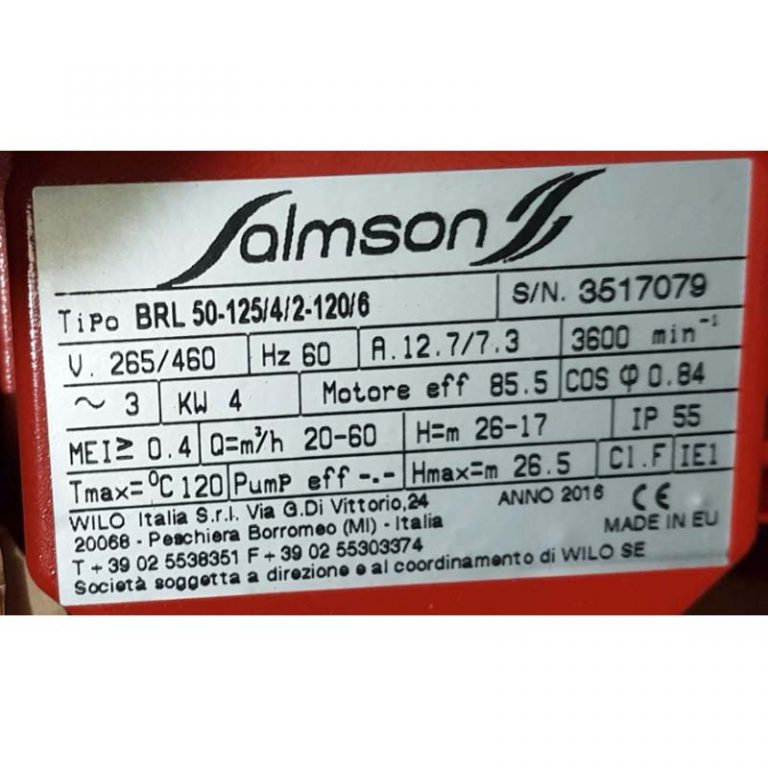 Salmson
Tipo BRL 50-125/4/2-120/6 S/N. 3517079
V. 265/460 Hz 60 A.12.7/7.3 3600 min⁻¹
~ 3 KW 4 Motore eff 85.5 COS φ 0.84
MEI≥ 0.4 Q=m³/h 20-60 H=m 26-17 IP 55
Tmax=°C 120 Pump eff -.- Hmax=m 26.5 Cl.F IE1
WILO Italia S.r.l. Via G.Di Vittorio,24 ANNO 2016 CE
20068 - Peschiera Borromeo (MI) - Italia MADE IN EU
T + 39 02 5538351 F + 39 02 55303374
Società soggetta a direzione e al coordinamento di WILO SE